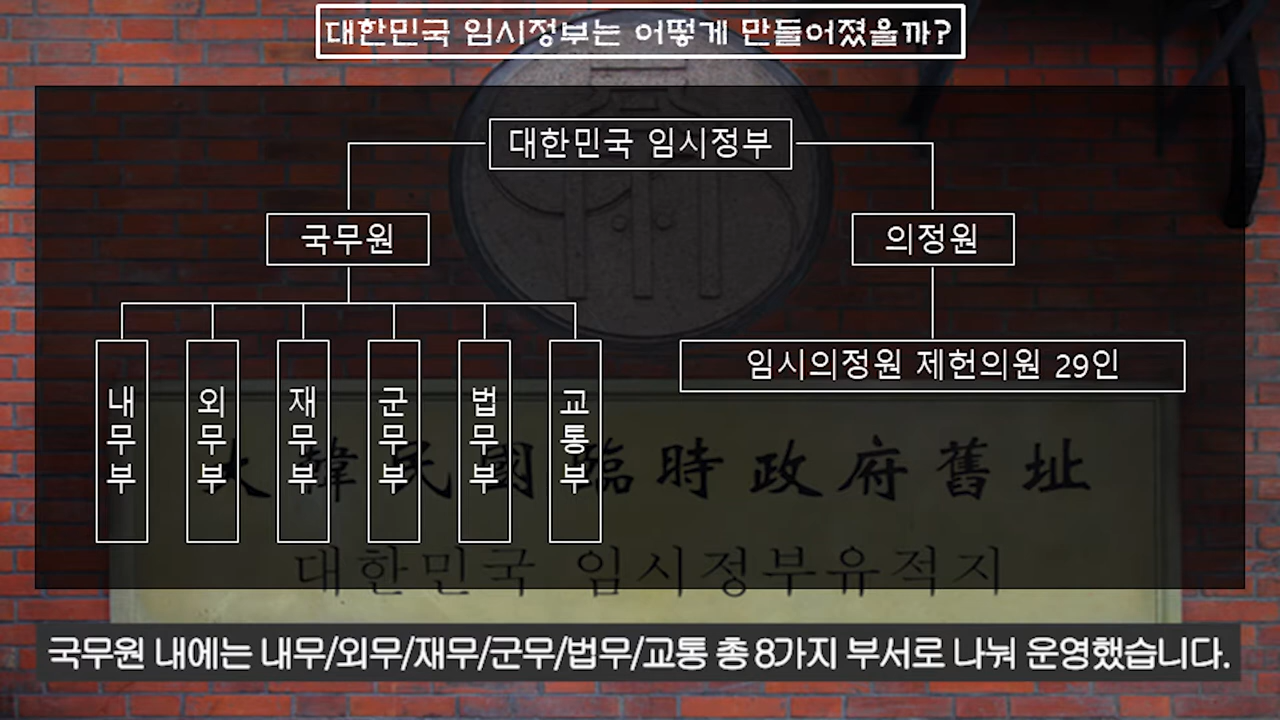 대한민국 임시정부는 어떻게 만들어졌을까?
대한민국 임시정부
국무원
의정원
내무부
외무부
재무부
군무부
법무부
교통부
임시의정원 제헌의원 29인
大韓民國臨時政府舊址
대한민국 임시정부유적지
국무원 내에는 내무/외무/재무/군무/법무/교통 총 8가지 부서로 나눠 운영했습니다.